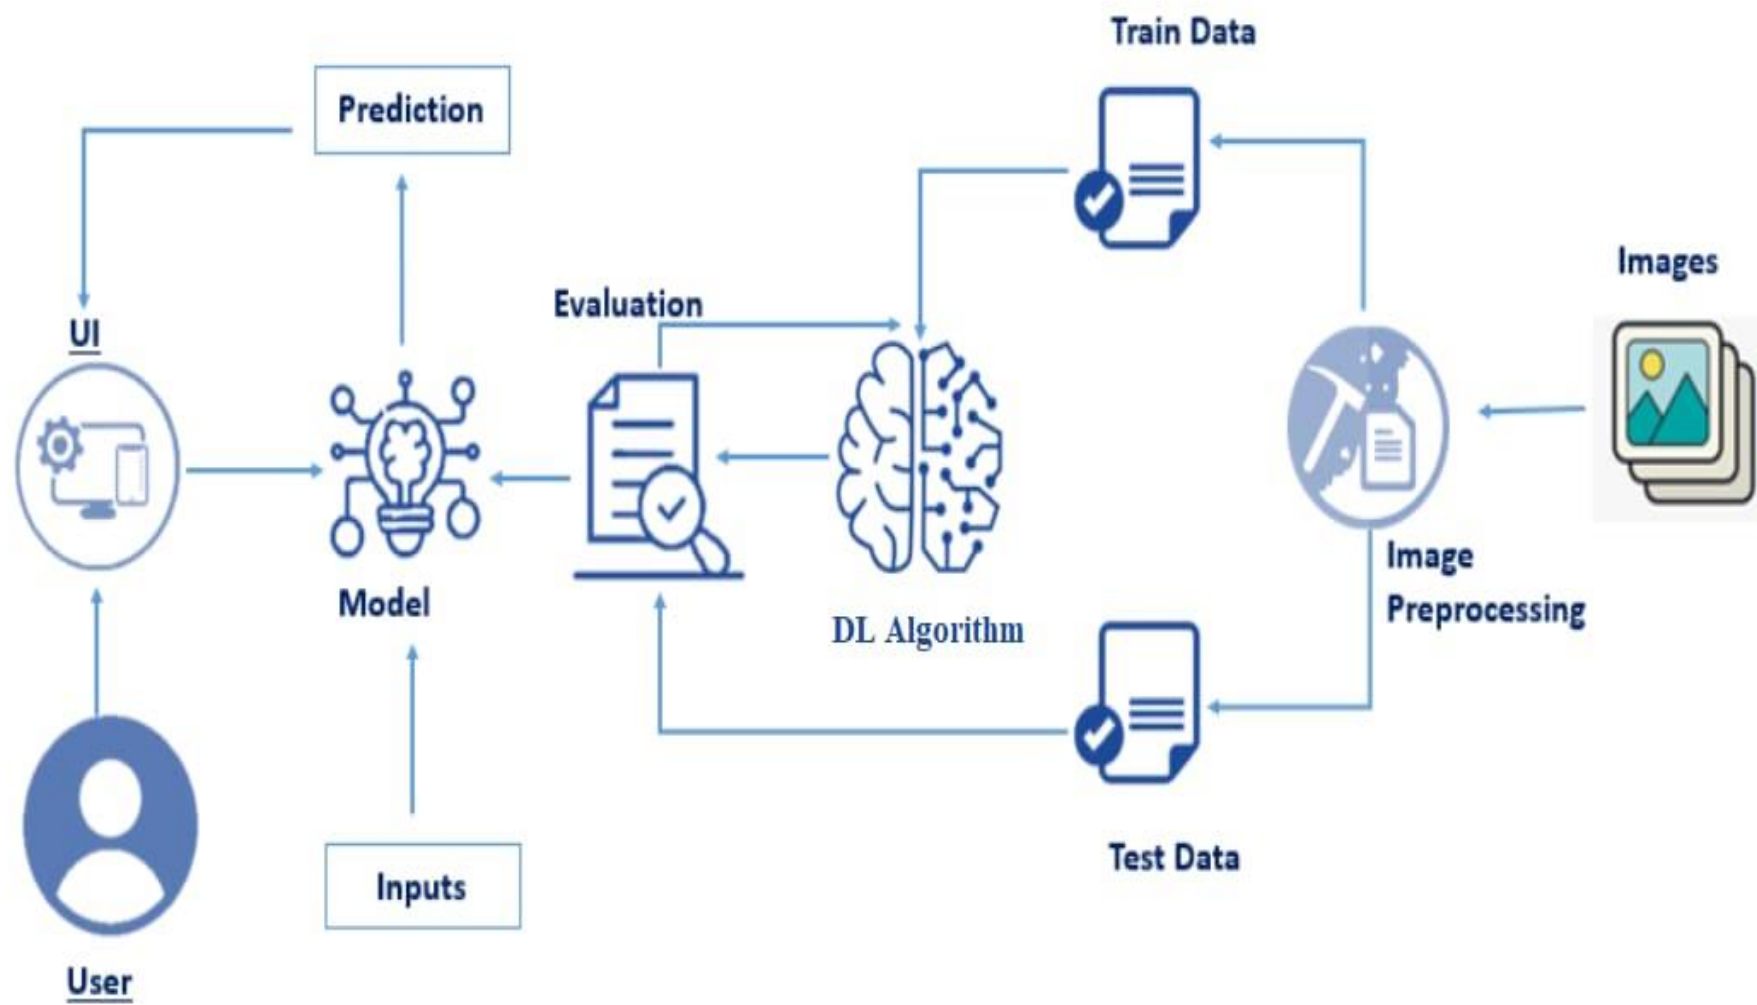 Train Data
Prediction
Images
Evaluation
UI
Image
Preprocessing
Model
DL Algorithm
Test Data
Inputs
User